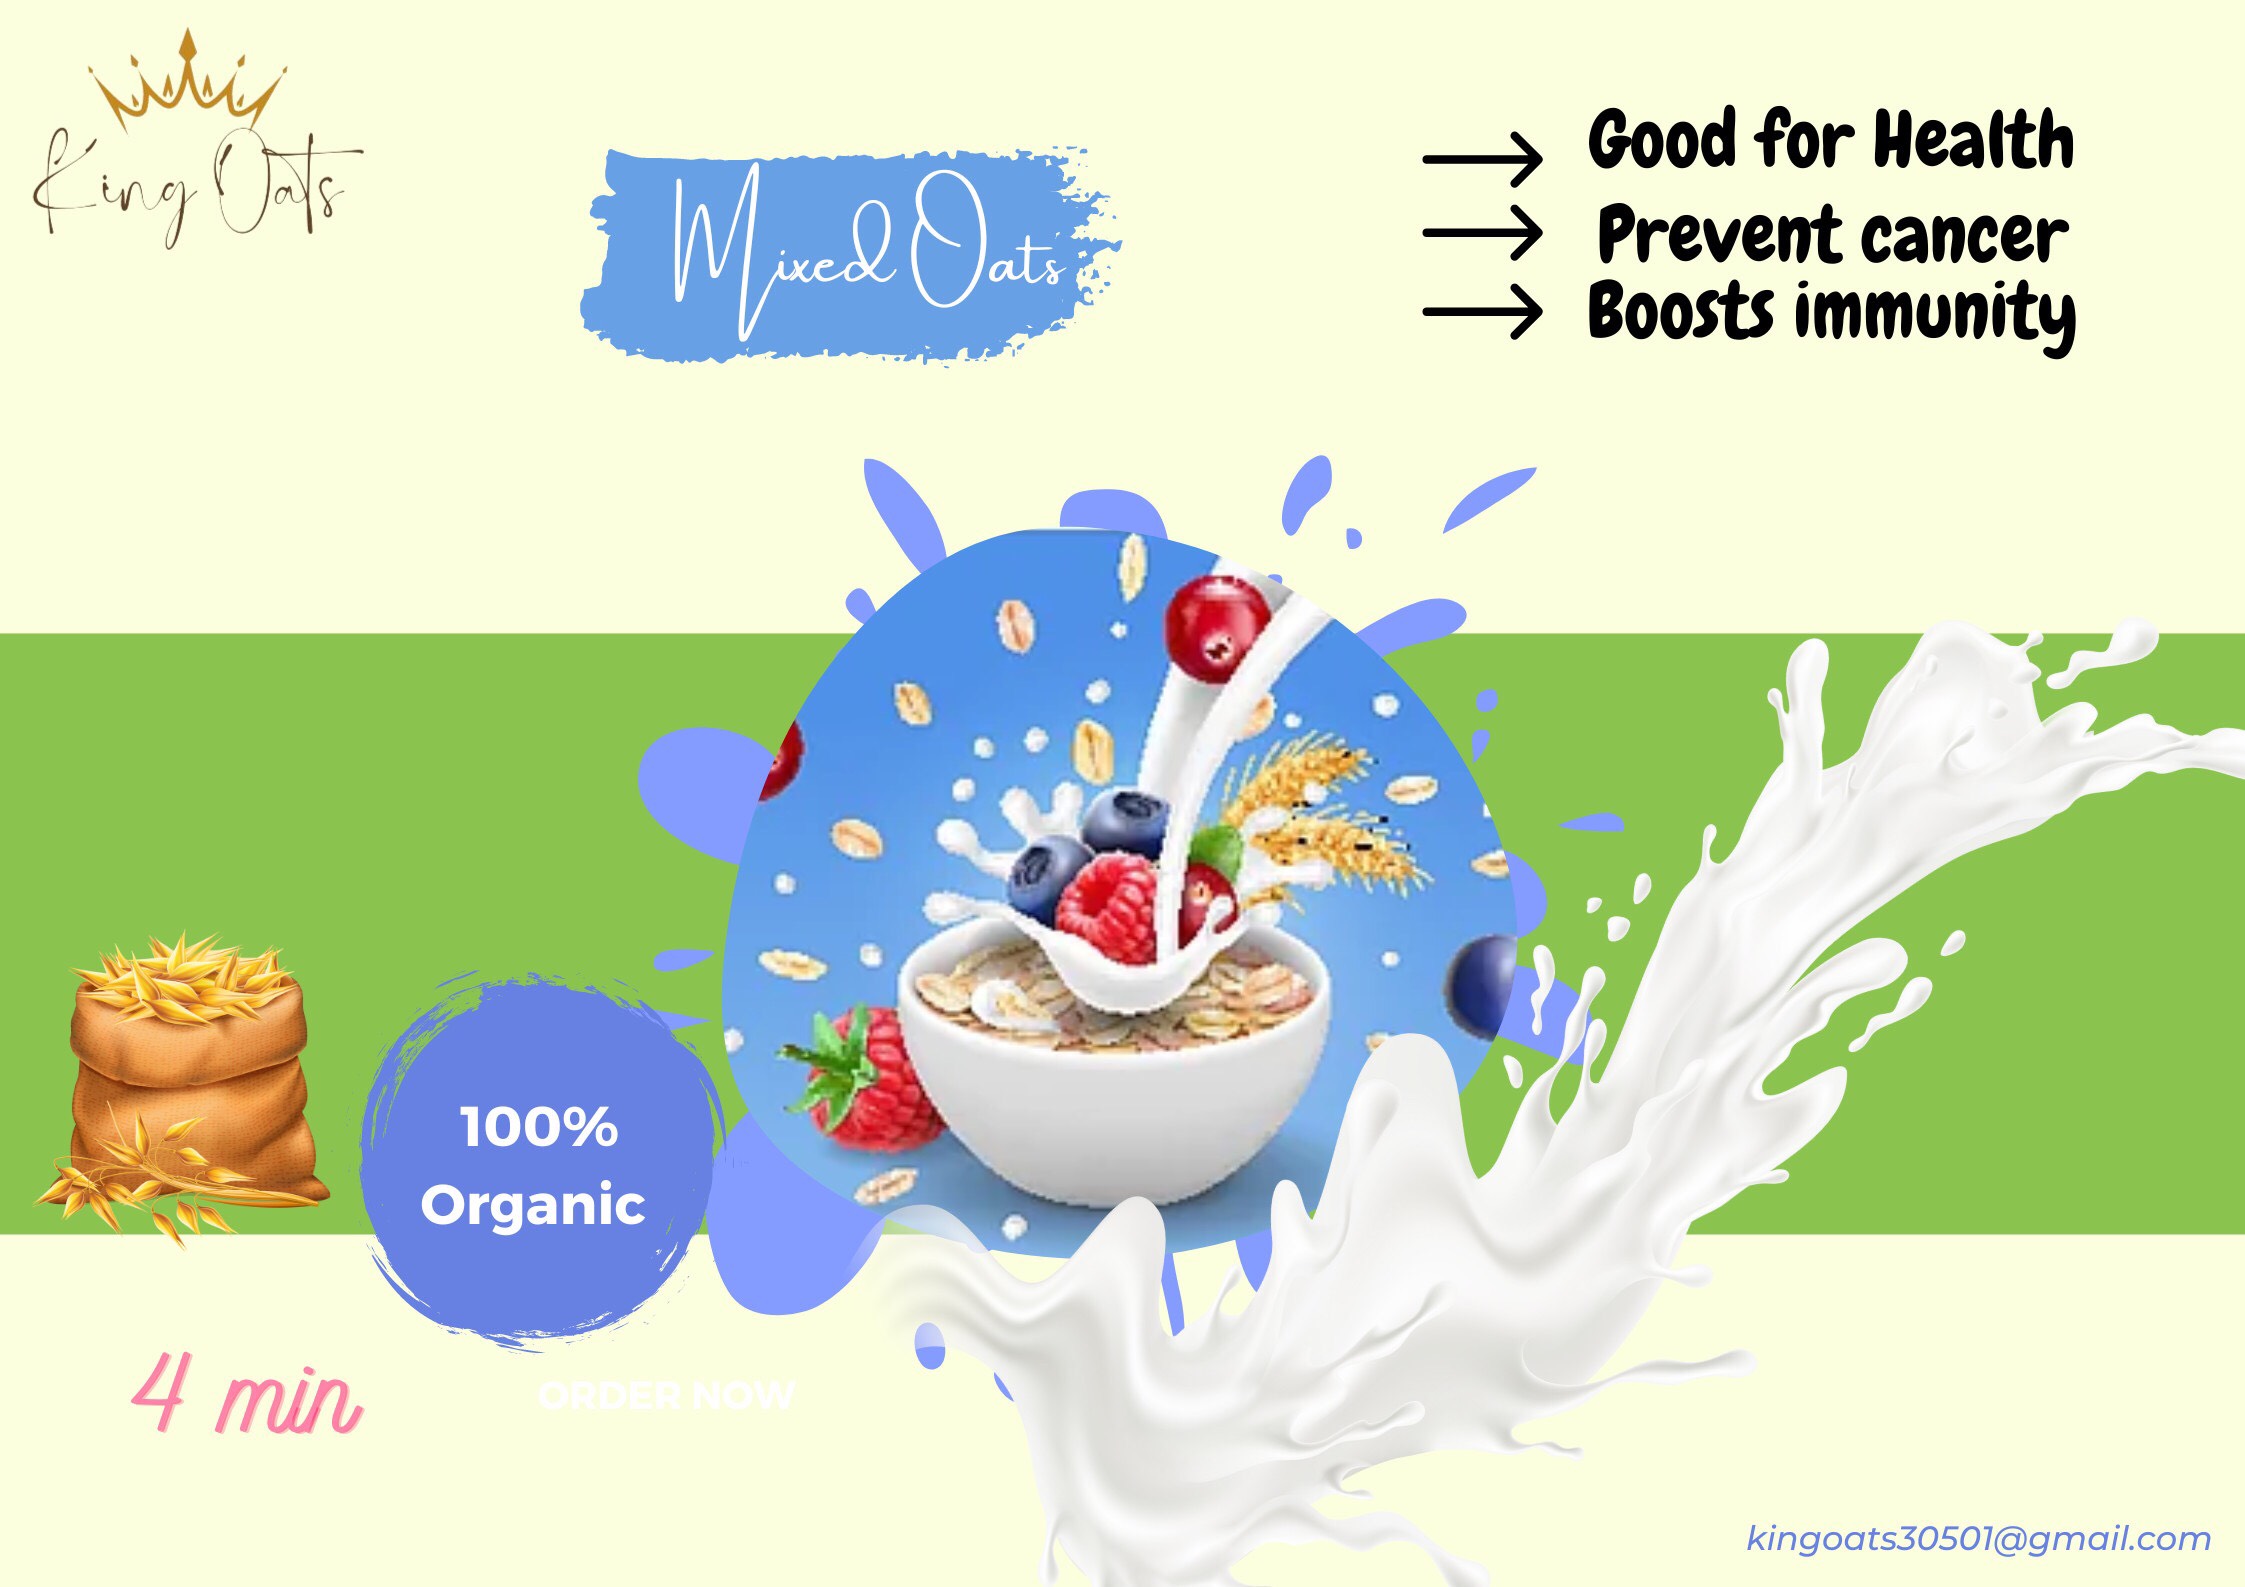 King Oats
Mixed Oats
Good for Health
Prevent cancer
Boosts immunity
100%
Organic
4 min
ORDER NOW
kingoats30501@gmail.com